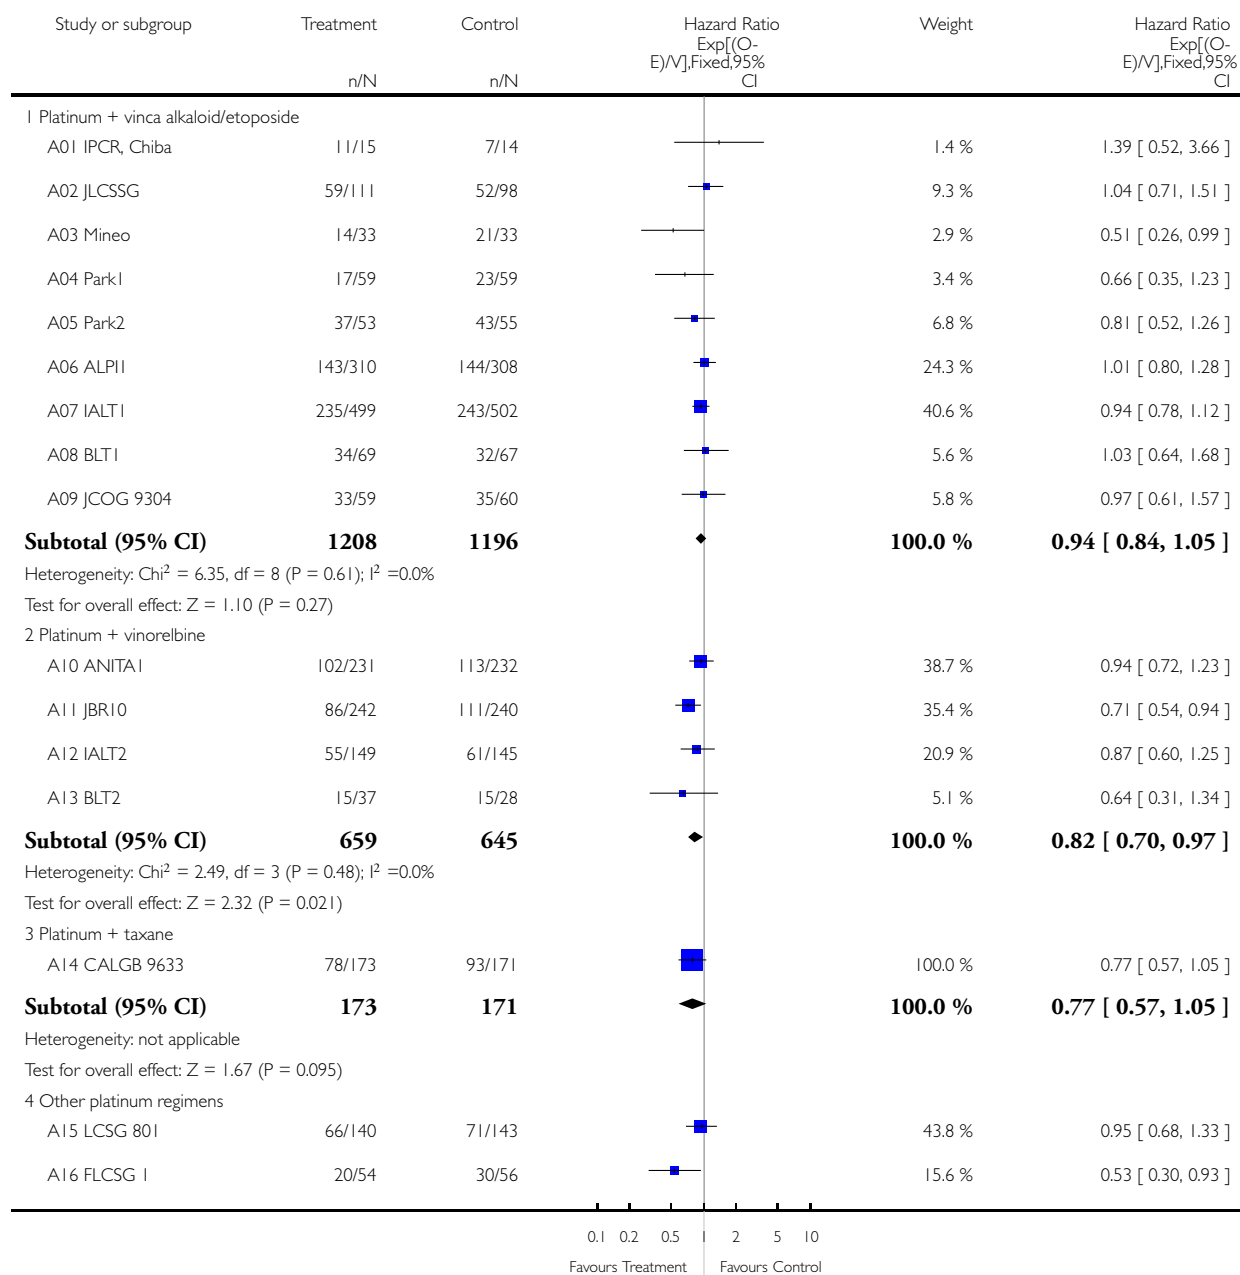 Study or subgroup Treatment Control Hazard Ratio Weight Hazard Ratio
Exp[(O- Exp[(O-
E)/V],Fixed,95% E)/V],Fixed,95%
n/N n/N CI CI
1 Platinum + vinca alkaloid/etoposide
A01 IPCR, Chiba 11/15 7/14 1.4 % 1.39 [ 0.52, 3.66 ]
A02 JLCSSG 59/111 52/98 9.3 % 1.04 [ 0.71, 1.51 ]
A03 Mineo 14/33 21/33 2.9 % 0.51 [ 0.26, 0.99 ]
A04 Park1 17/59 23/59 3.4 % 0.66 [ 0.35, 1.23 ]
A05 Park2 37/53 43/55 6.8 % 0.81 [ 0.52, 1.26 ]
A06 ALPI1 143/310 144/308 24.3 % 1.01 [ 0.80, 1.28 ]
A07 IALT1 235/499 243/502 40.6 % 0.94 [ 0.78, 1.12 ]
A08 BLT1 34/69 32/67 5.6 % 1.03 [ 0.64, 1.68 ]
A09 JCOG 9304 33/59 35/60 5.8 % 0.97 [ 0.61, 1.57 ]
Subtotal (95% CI) 1208 1196 100.0 % 0.94 [ 0.84, 1.05 ]
Heterogeneity: Chi² = 6.35, df = 8 (P = 0.61); I² =0.0%
Test for overall effect: Z = 1.10 (P = 0.27)
2 Platinum + vinorelbine
A10 ANITA1 102/231 113/232 38.7 % 0.94 [ 0.72, 1.23 ]
A11 JBR10 86/242 111/240 35.4 % 0.71 [ 0.54, 0.94 ]
A12 IALT2 55/149 61/145 20.9 % 0.87 [ 0.60, 1.25 ]
A13 BLT2 15/37 15/28 5.1 % 0.64 [ 0.31, 1.34 ]
Subtotal (95% CI) 659 645 100.0 % 0.82 [ 0.70, 0.97 ]
Heterogeneity: Chi² = 2.49, df = 3 (P = 0.48); I² =0.0%
Test for overall effect: Z = 2.32 (P = 0.021)
3 Platinum + taxane
A14 CALGB 9633 78/173 93/171 100.0 % 0.77 [ 0.57, 1.05 ]
Subtotal (95% CI) 173 171 100.0 % 0.77 [ 0.57, 1.05 ]
Heterogeneity: not applicable
Test for overall effect: Z = 1.67 (P = 0.095)
4 Other platinum regimens
A15 LCSG 801 66/140 71/143 43.8 % 0.95 [ 0.68, 1.33 ]
A16 FLCSG 1 20/54 30/56 15.6 % 0.53 [ 0.30, 0.93 ]
0.1 0.2 0.5 1 2 5 10
Favours Treatment Favours Control